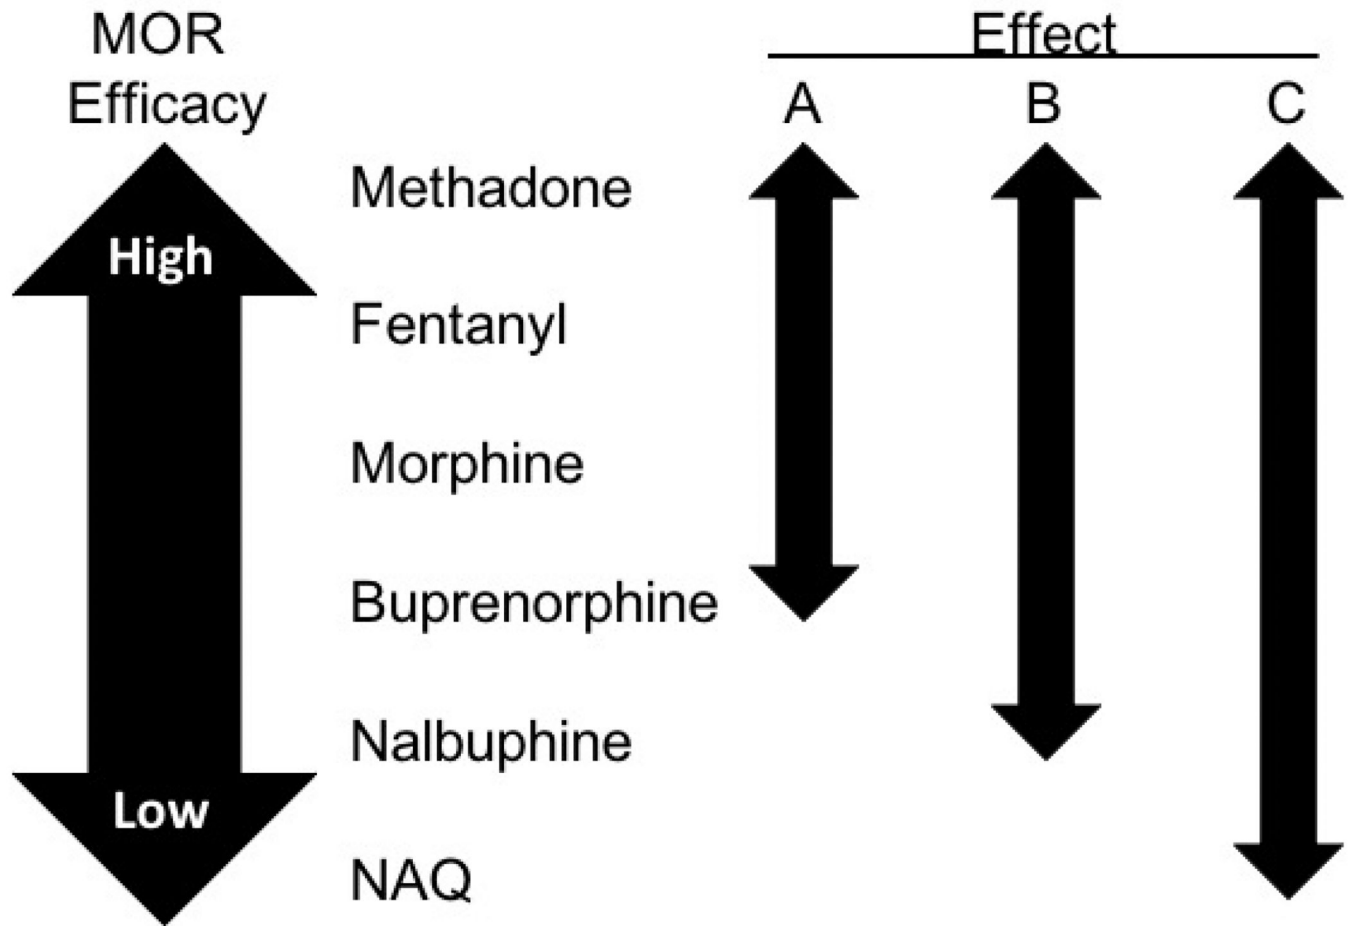 MOR
Efficacy
High
Low
Methadone
Fentanyl
Morphine
Buprenorphine
Nalbuphine
NAQ
Effect
A B C